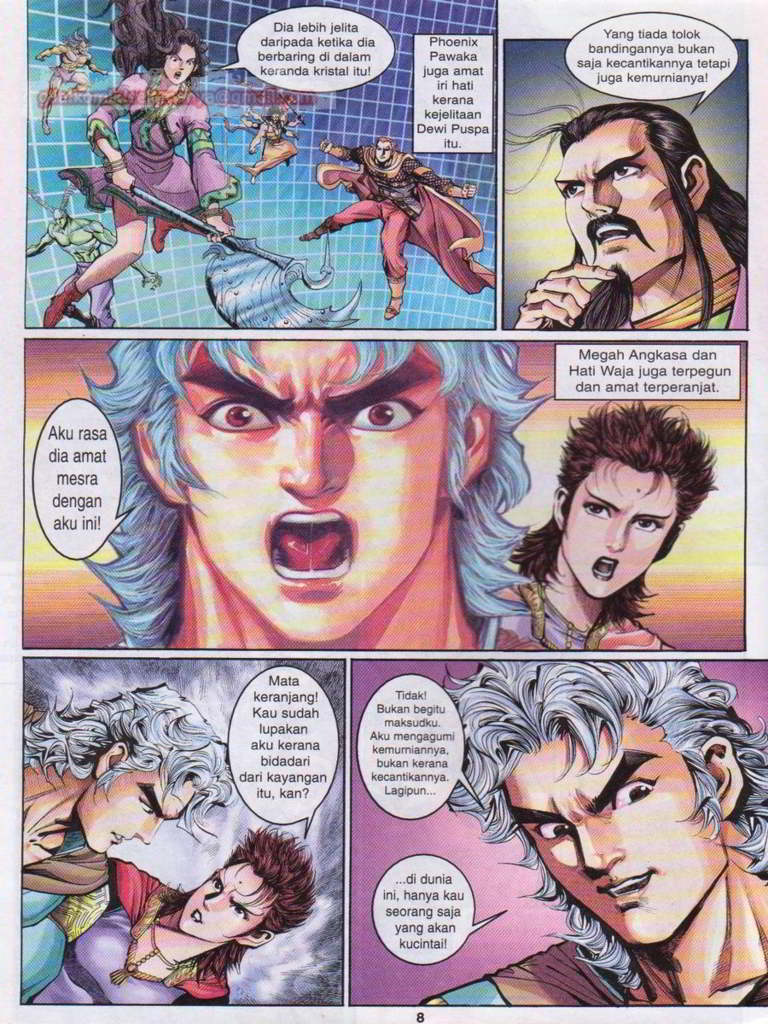 Dia lebih jelita
daripada ketika dia
berbaring di dalam
keranda kristal itu!
Phoenix
Pawaka
juga amat
iri hati
kerana
kejelitaan
Dewi Puspa
itu.
Yang tiada tolok
bandingannya bukan
saja kecantikannya tetapi
juga kemurniannya!
Megah Angkasa dan
Hati Waja juga terpegun
dan amat terperanjat.
Aku rasa
dia amat
mesra
dengan
aku ini!
Mata
keranjang!
Kau sudah
lupakan
aku kerana
bidadari
dari kayangan
itu, kan?
Tidak!
Bukan begitu
maksudku.
Aku mengagumi
kemurniannya,
bukan kerana
kecantikannya.
Lagipun...
...di dunia
ini, hanya kau
seorang saja
yang akan
kucintai!
8